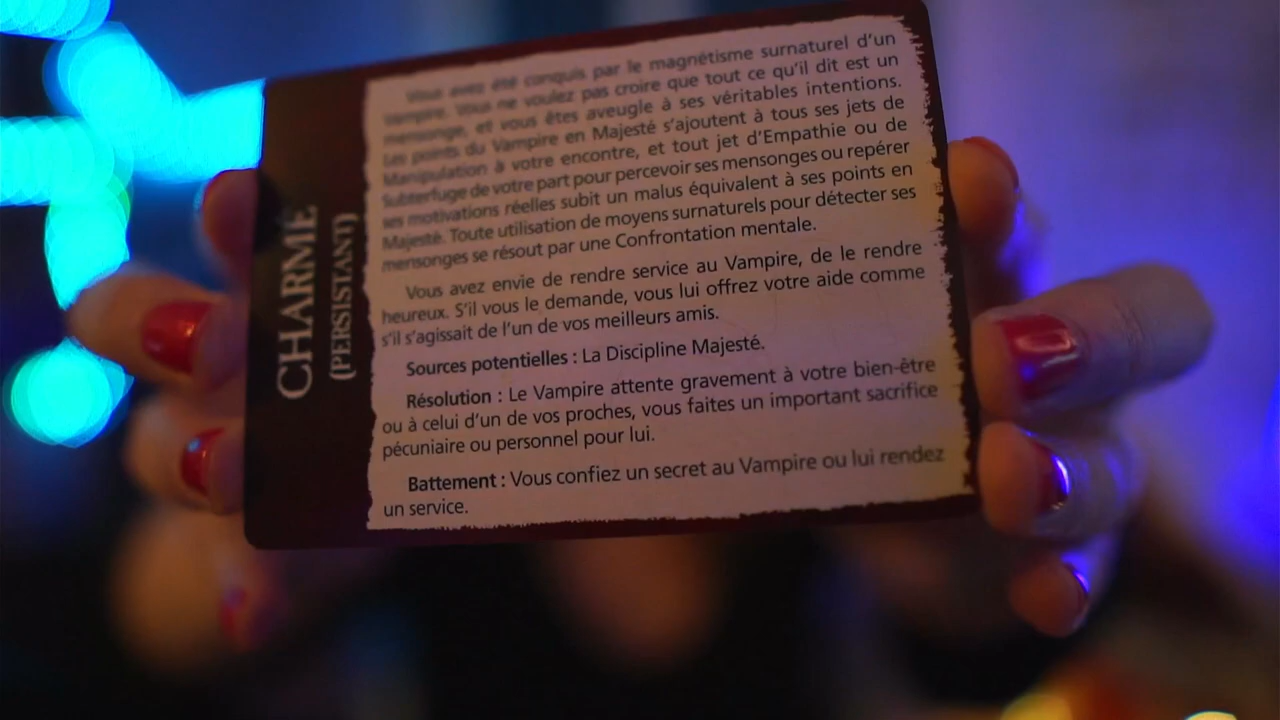 CHARMÉ
(PERSISTANT)
Vous avez été conquis par le magnétisme surnaturel d'un
Vampire. Vous ne voulez pas croire que tout ce qu'il dit est un
mensonge, et vous êtes aveugle à ses véritables intentions.
Les points du Vampire en Majesté s'ajoutent à tous ses jets de
Manipulation à votre encontre, et tout jet d'Empathie ou de
Subterfuge de votre part pour percevoir ses mensonges ou repérer
ses motivations réelles subit un malus équivalent à ses points en
Majesté. Toute utilisation de moyens surnaturels pour détecter ses
mensonges se résout par une Confrontation mentale.
Vous avez envie de rendre service au Vampire, de le rendre
heureux. S'il vous le demande, vous lui offrez votre aide comme
s'il s'agissait de l'un de vos meilleurs amis.
Sources potentielles : La Discipline Majesté.
Résolution : Le Vampire attente gravement à votre bien-être
ou à celui d'un de vos proches, vous faites un important sacrifice
pécuniaire ou personnel pour lui.
Battement : Vous confiez un secret au Vampire ou lui rendez
un service.